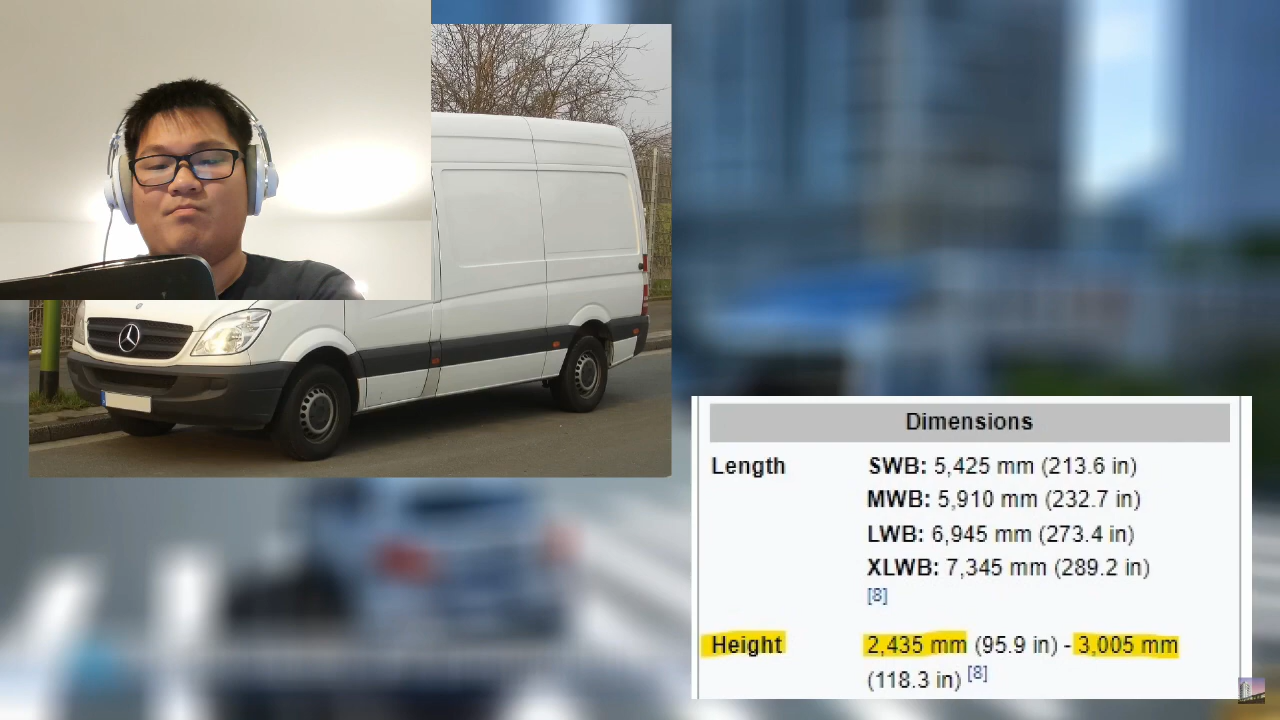 Dimensions
Length SWB: 5,425 mm (213.6 in)
MWB: 5,910 mm (232.7 in)
LWB: 6,945 mm (273.4 in)
XLWB: 7,345 mm (289.2 in)
[8]
Height 2,435 mm (95.9 in) - 3,005 mm
(118.3 in) [8]